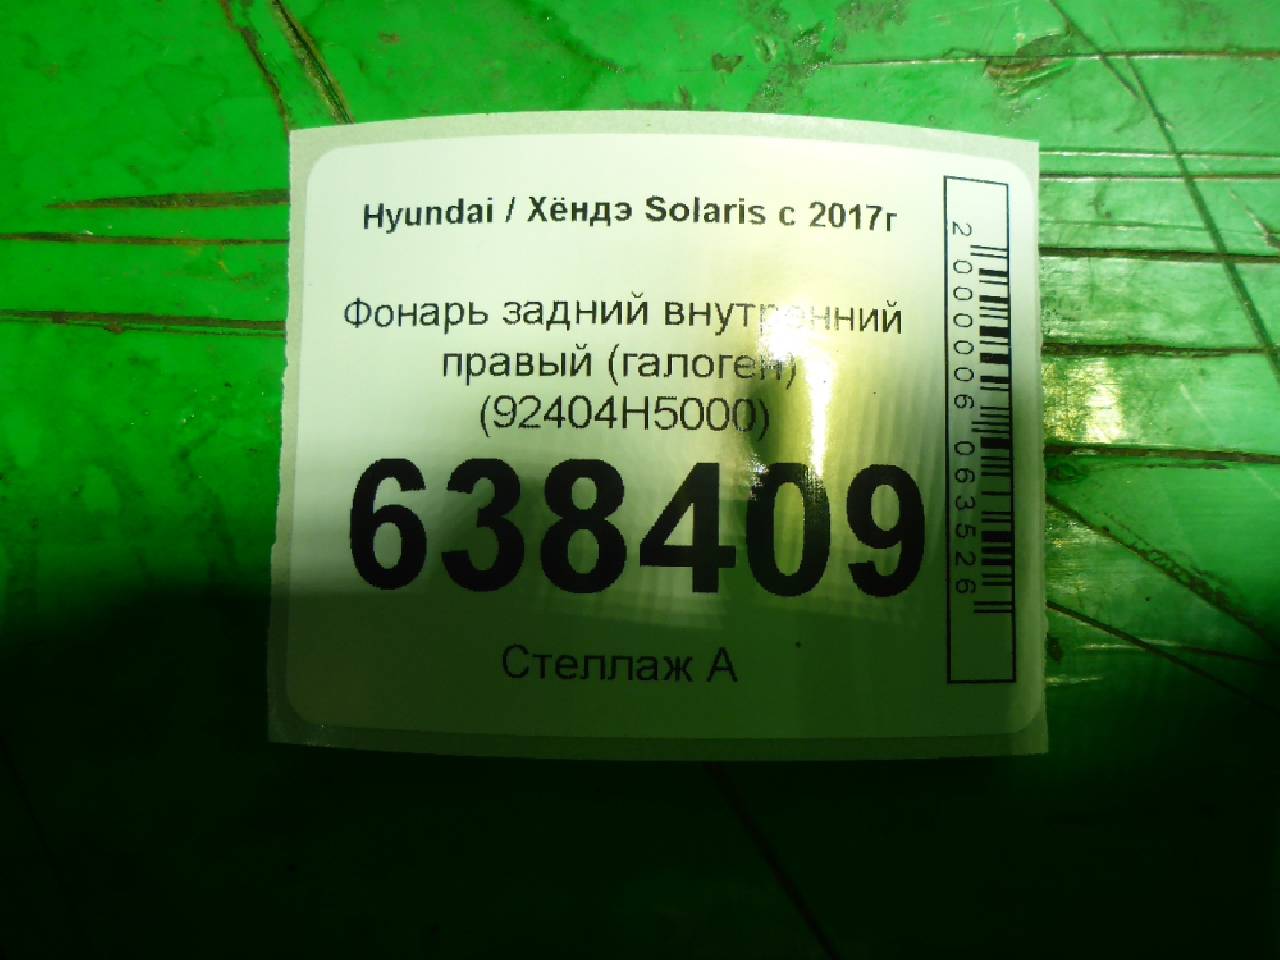 Hyundai / Хёндэ Solaris с 2017г
Фонарь задний внутренний
правый (галоген)
(92404H5000)
638409
Стеллаж А
2000006063526